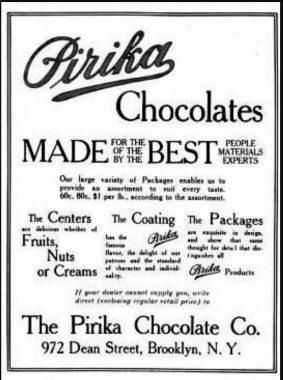 Pirika
Chocolates
MADE FOR THE BEST PEOPLE
OF THE MATERIALS
BY THE EXPERTS
Our large variety of Packages enables us to
provide an assortment to suit every taste.
60c, 80c, $1 per lb., according to the assortment.
The Centers
are delicious whether of
Fruits,
Nuts
or Creams
The Coating
has the Pirika
famous
flavor, the delight of our
patrons and the standard
of character and individ-
uality.
The Packages
are exquisite in design,
and show that same
thought for detail that dis-
tinguishes all
Pirika Products
If your dealer cannot supply you, write
direct (enclosing regular retail price) to
The Pirika Chocolate Co.
972 Dean Street, Brooklyn, N. Y.